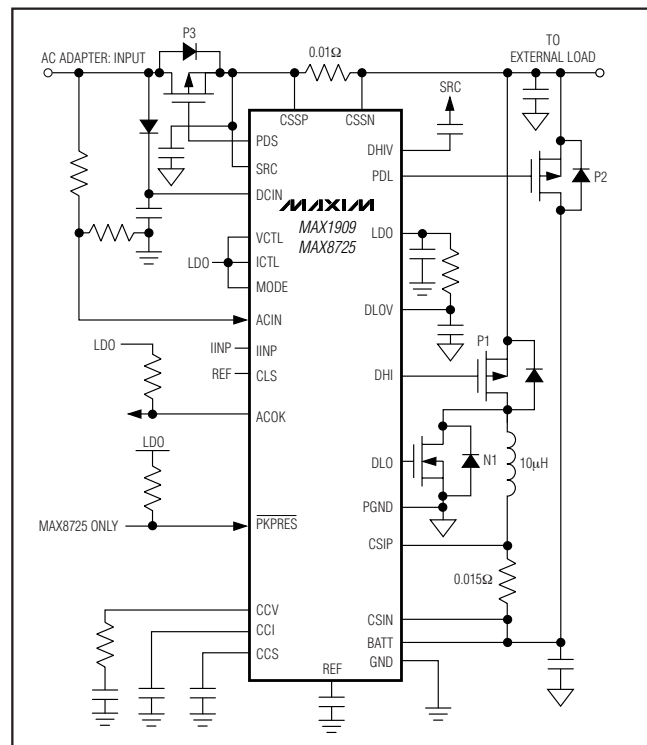 P3
0.01Ω
TO
EXTERNAL LOAD
AC ADAPTER: INPUT
CSSP
CSSN
SRC
PDS
DHIV
SRC
PDL
P2
DCIN
MAXIM
MAX1909
MAX8725
LDO
VCTL
LDO
ICTL
MODE
DLOV
ACIN
P1
LDO
IINP
IINP
REF
CLS
DHI
ACOK
LDO
DLO
N1
10μH
PGND
MAX8725 ONLY
PKPRES
CSIP
0.015Ω
CCV
CSIN
CCI
BATT
CCS
GND
REF